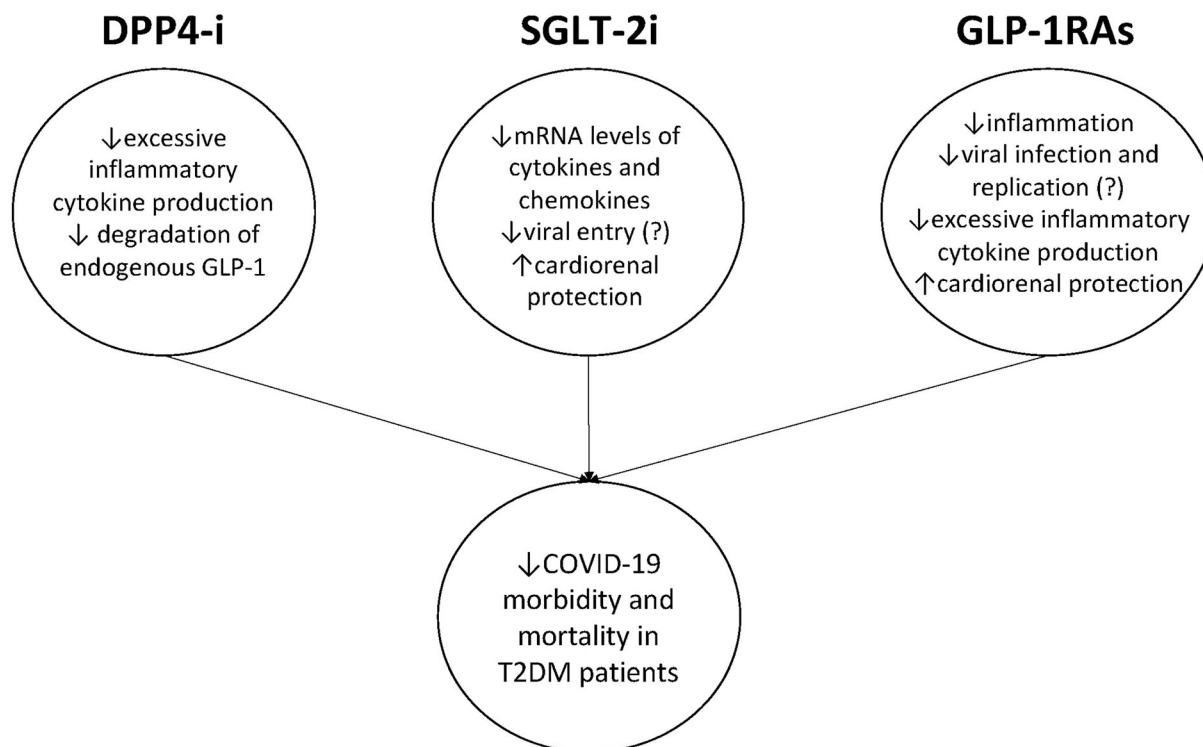 DPP4-i
↓excessive
inflammatory
cytokine production
↓ degradation of
endogenous GLP-1
SGLT-2i
↓mRNA levels of
cytokines and
chemokines
↓viral entry (?)
↑cardiorenal
protection
GLP-1RAs
↓inflammation
↓viral infection and
replication (?)
↓excessive inflammatory
cytokine production
↑cardiorenal protection
↓COVID-19
morbidity and
mortality in
T2DM patients